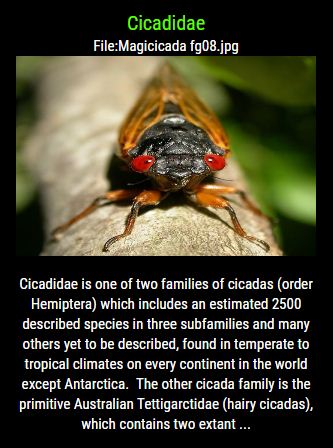 Cicadidae
File:Magicicada fg08.jpg
Cicadidae is one of two families of cicadas (order
Hemiptera) which includes an estimated 2500
described species in three subfamilies and many
others yet to be described, found in temperate to
tropical climates on every continent in the world
except Antarctica.  The other cicada family is the
primitive Australian Tettigarctidae (hairy cicadas),
which contains two extant ...